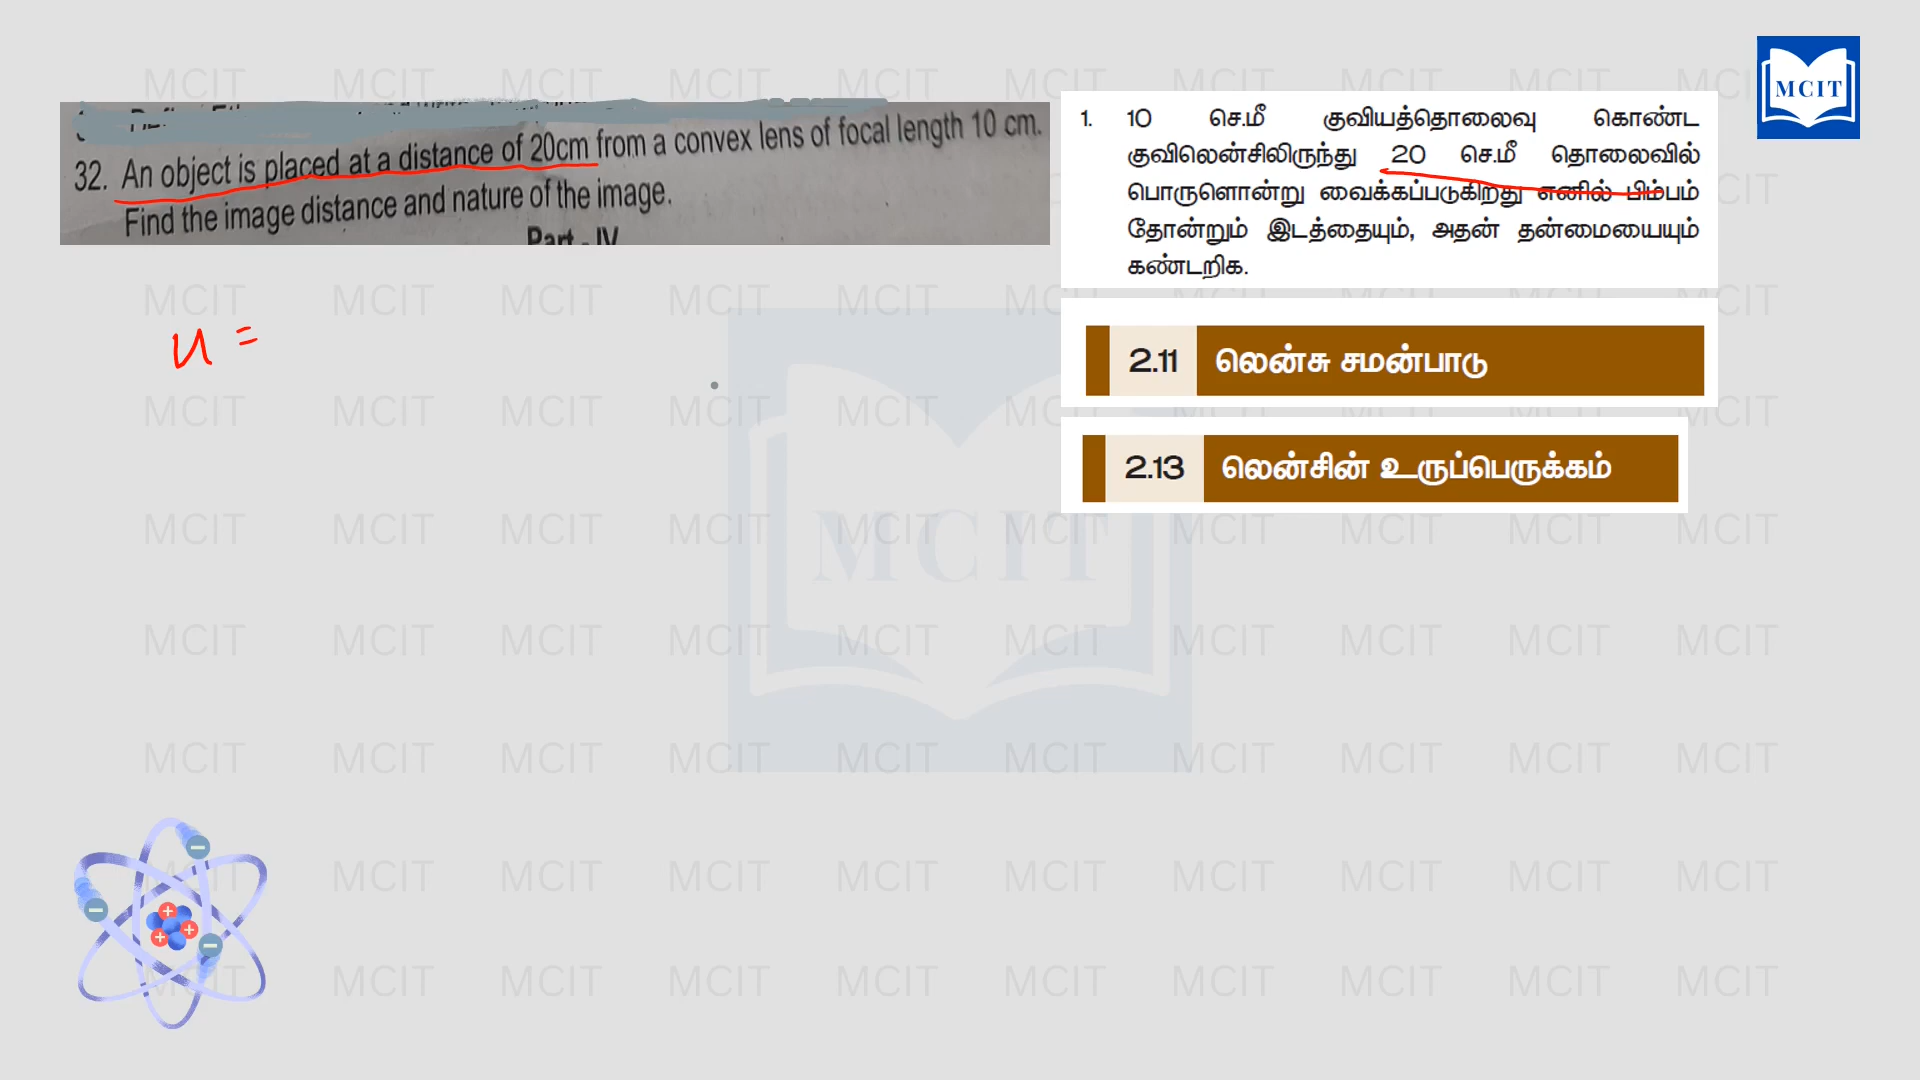 32. An object is placed at a distance of 20cm from a convex lens of focal length 10 cm.
Find the image distance and nature of the image.
Part - IV
u =
1. 10 செ.மீ குவியத்தொலைவு கொண்ட
குவிலென்சிலிருந்து 20 செ.மீ தொலைவில்
பொருளொன்று வைக்கப்படுகிறது எனில் பிம்பம்
தோன்றும் இடத்தையும், அதன் தன்மையையும்
கண்டறிக.
2.11 லென்சு சமன்பாடு
2.13 லென்சின் உருப்பெருக்கம்
MCIT